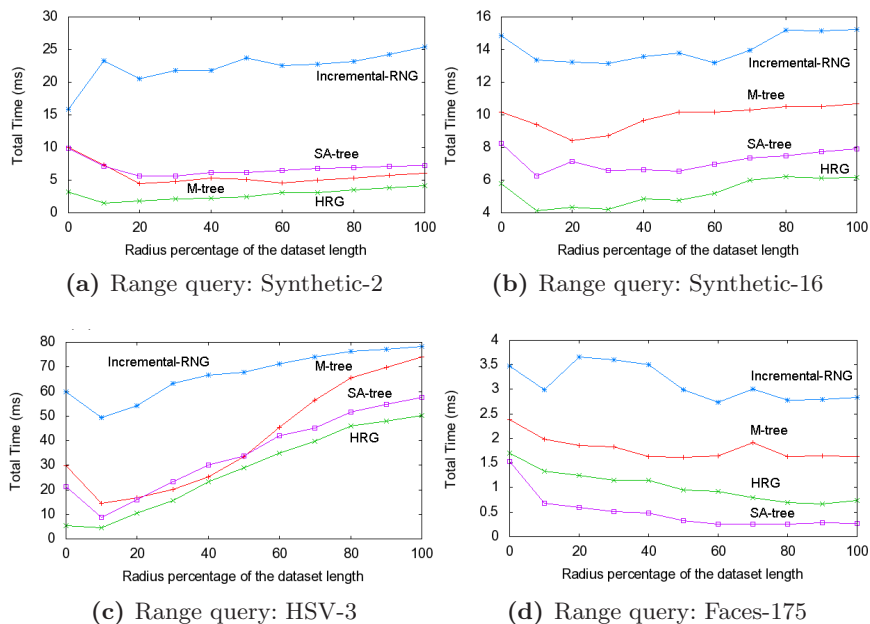 30
25
20
15
10
5
0
Total Time (ms)
Incremental-RNG
SA-tree
M-tree
HRG
0 20 40 60 80 100
Radius percentage of the dataset length
(a) Range query: Synthetic-2
16
14
12
10
8
6
4
Total Time (ms)
Incremental-RNG
M-tree
SA-tree
HRG
0 20 40 60 80 100
Radius percentage of the dataset length
(b) Range query: Synthetic-16
80
70
60
50
40
30
20
10
0
Total Time (ms)
Incremental-RNG
M-tree
SA-tree
HRG
0 20 40 60 80 100
Radius percentage of the dataset length
(c) Range query: HSV-3
4
3.5
3
2.5
2
1.5
1
0.5
0
Total Time (ms)
Incremental-RNG
M-tree
HRG
SA-tree
0 20 40 60 80 100
Radius percentage of the dataset length
(d) Range query: Faces-175